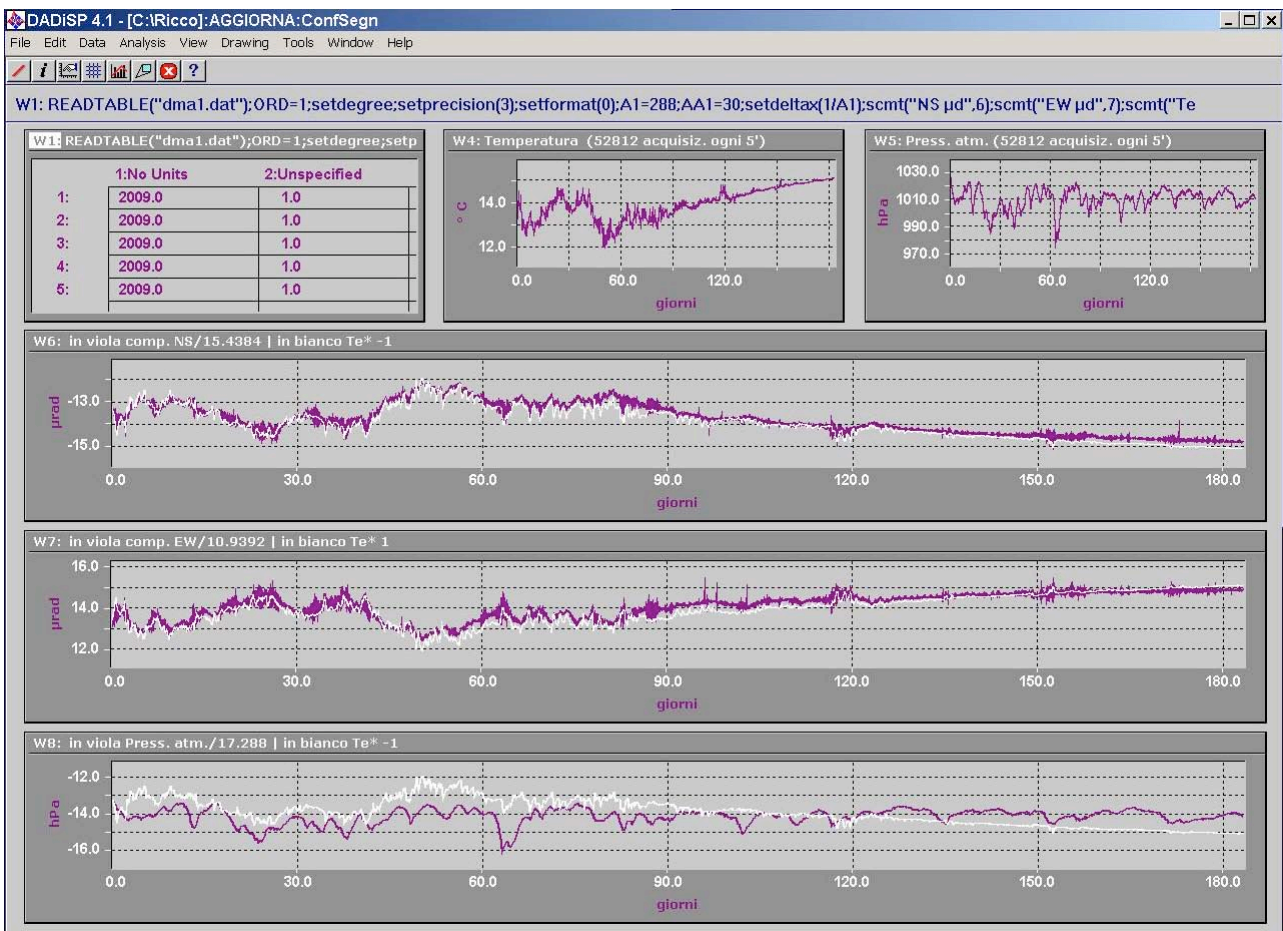 DADiSP 4.1 - [C:\Ricco]:AGGIORNA:ConfSegn
File Edit Data Analysis View Drawing Tools Window Help
W1: READTABLE("dma1.dat");ORD=1;setdegree;setprecision(3);setformat(0);A1=288;AA1=30;setdeltax(1/A1);scmt("NS µd",6);scmt("EW µd",7);scmt("Te
W1: READTABLE("dma1.dat");ORD=1;setdegree;setp
1:No Units 2:Unspecified
1: 2009.0 1.0
2: 2009.0 1.0
3: 2009.0 1.0
4: 2009.0 1.0
5: 2009.0 1.0
W4: Temperatura (52812 acquisiz. ogni 5')
° C
14.0
12.0
0.0 60.0 120.0
giorni
W5: Press. atm. (52812 acquisiz. ogni 5')
hPa
1030.0
1010.0
990.0
970.0
0.0 60.0 120.0
giorni
W6: in viola comp. NS/15.4384 | in bianco Te* -1
µrad
-13.0
-15.0
0.0 30.0 60.0 90.0 120.0 150.0 180.0
giorni
W7: in viola comp. EW/10.9392 | in bianco Te* 1
µrad
16.0
14.0
12.0
0.0 30.0 60.0 90.0 120.0 150.0 180.0
giorni
W8: in viola Press. atm./17.288 | in bianco Te* -1
hPa
-12.0
-14.0
-16.0
0.0 30.0 60.0 90.0 120.0 150.0 180.0
giorni